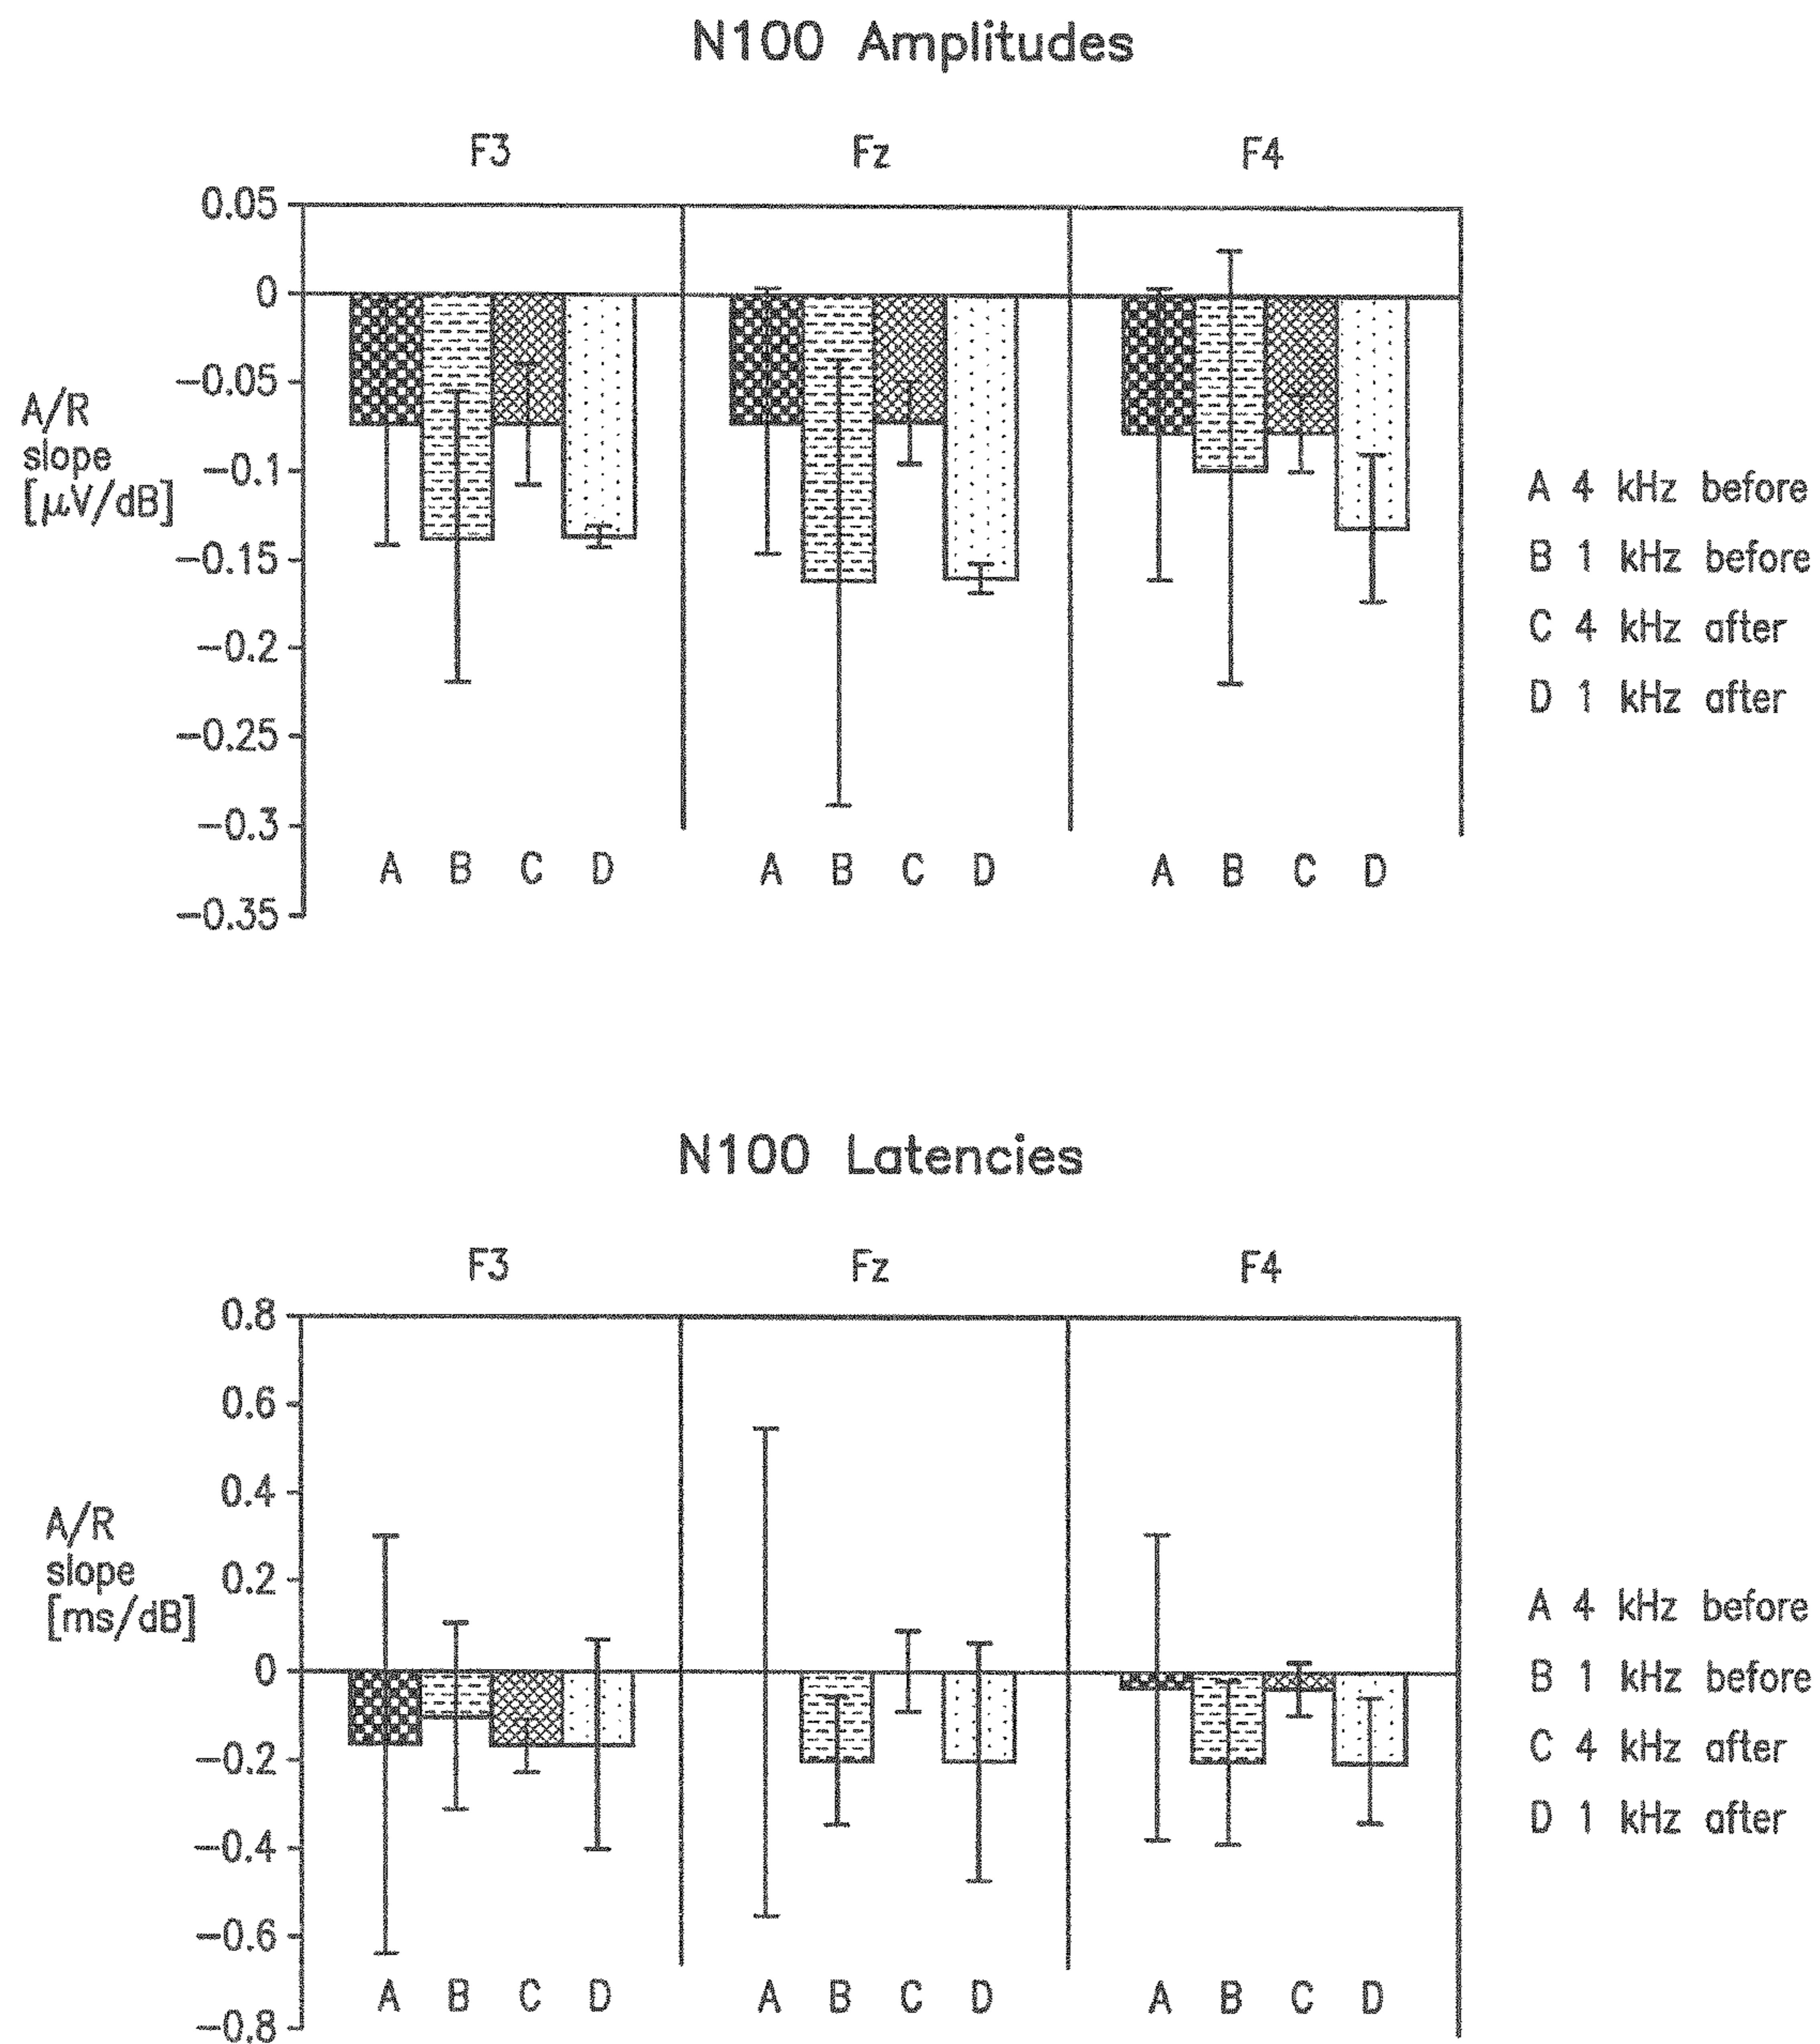 N100 Amplitudes
F3 Fz F4
0.05
0
−0.05
−0.1
−0.15
−0.2
−0.25
−0.3
−0.35
A/R
slope
[μV/dB]
A B C D A B C D A B C D
A 4 kHz before
B 1 kHz before
C 4 kHz after
D 1 kHz after
N100 Latencies
F3 Fz F4
0.8
0.6
0.4
0.2
0
−0.2
−0.4
−0.6
−0.8
A/R
slope
[ms/dB]
A B C D A B C D A B C D
A 4 kHz before
B 1 kHz before
C 4 kHz after
D 1 kHz after